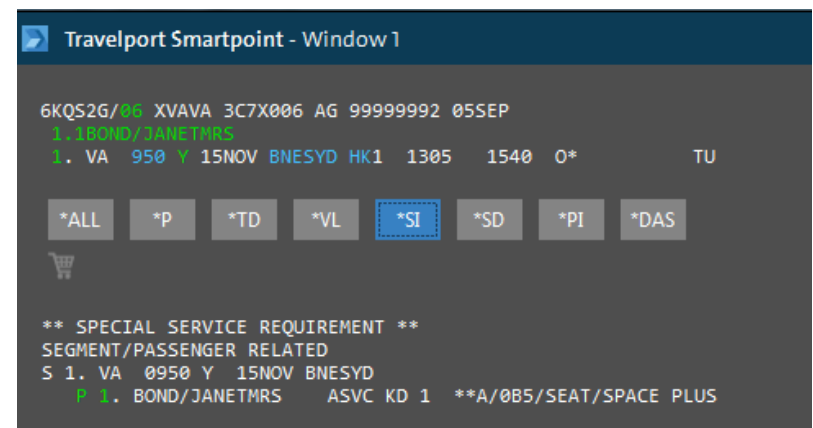 Travelport Smartpoint - Window 1
6KQS2G/06 XVAVA 3C7X006 AG 99999992 05SEP
1.1BOND/JANETMRS
1. VA 950 Y 15NOV BNESYD HK1 1305 1540 O* TU
*ALL *P *TD *VL *SI *SD *PI *DAS
** SPECIAL SERVICE REQUIREMENT **
SEGMENT/PASSENGER RELATED
S 1. VA 0950 Y 15NOV BNESYD
P 1. BOND/JANETMRS ASVC KD 1 **A/0B5/SEAT/SPACE PLUS